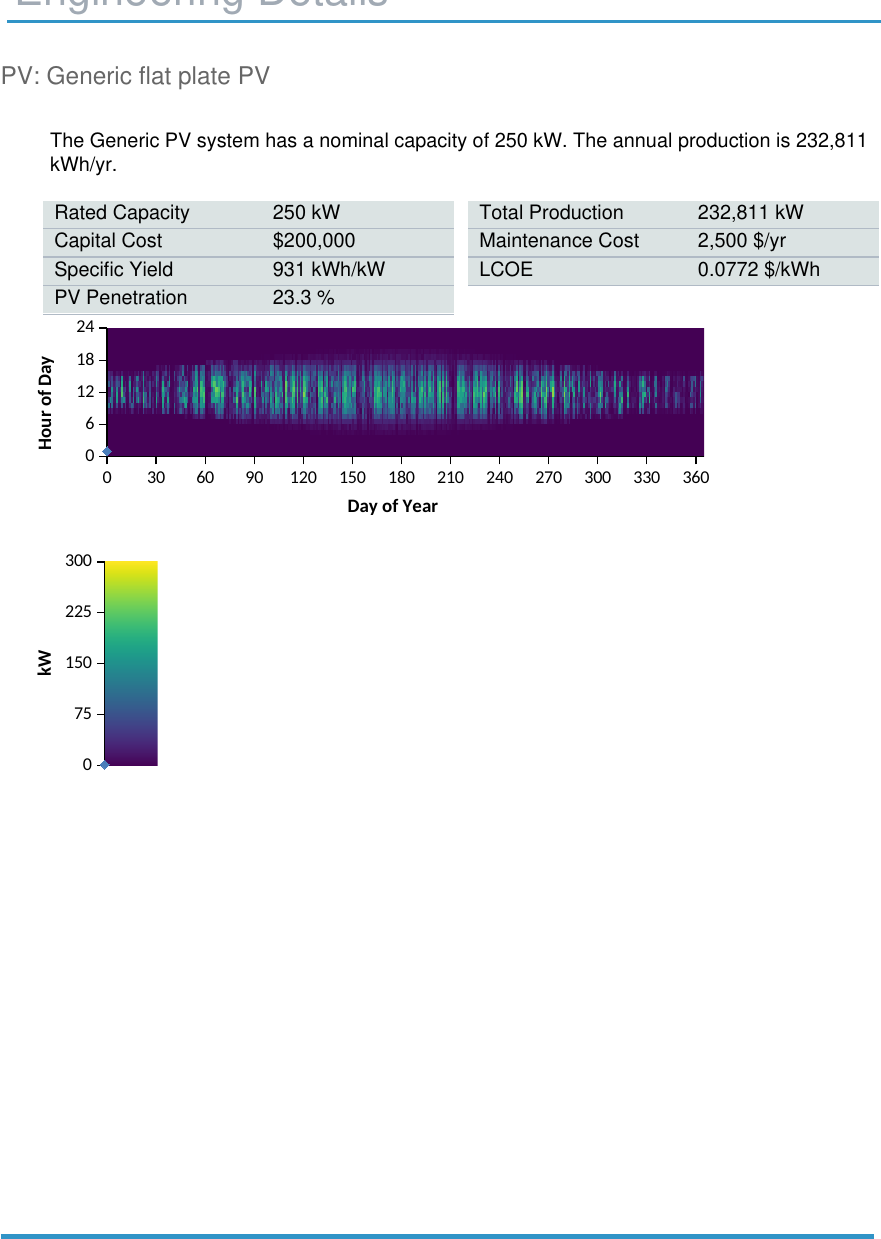 Engineering Details
PV: Generic flat plate PV
The Generic PV system has a nominal capacity of 250 kW. The annual production is 232,811
kWh/yr.
Rated Capacity 250 kW
Capital Cost $200,000
Specific Yield 931 kWh/kW
PV Penetration 23.3 %
Total Production 232,811 kW
Maintenance Cost 2,500 $/yr
LCOE 0.0772 $/kWh
24
18
12
6
0
Hour of Day
0 30 60 90 120 150 180 210 240 270 300 330 360
Day of Year
300
225
150
75
0
kW